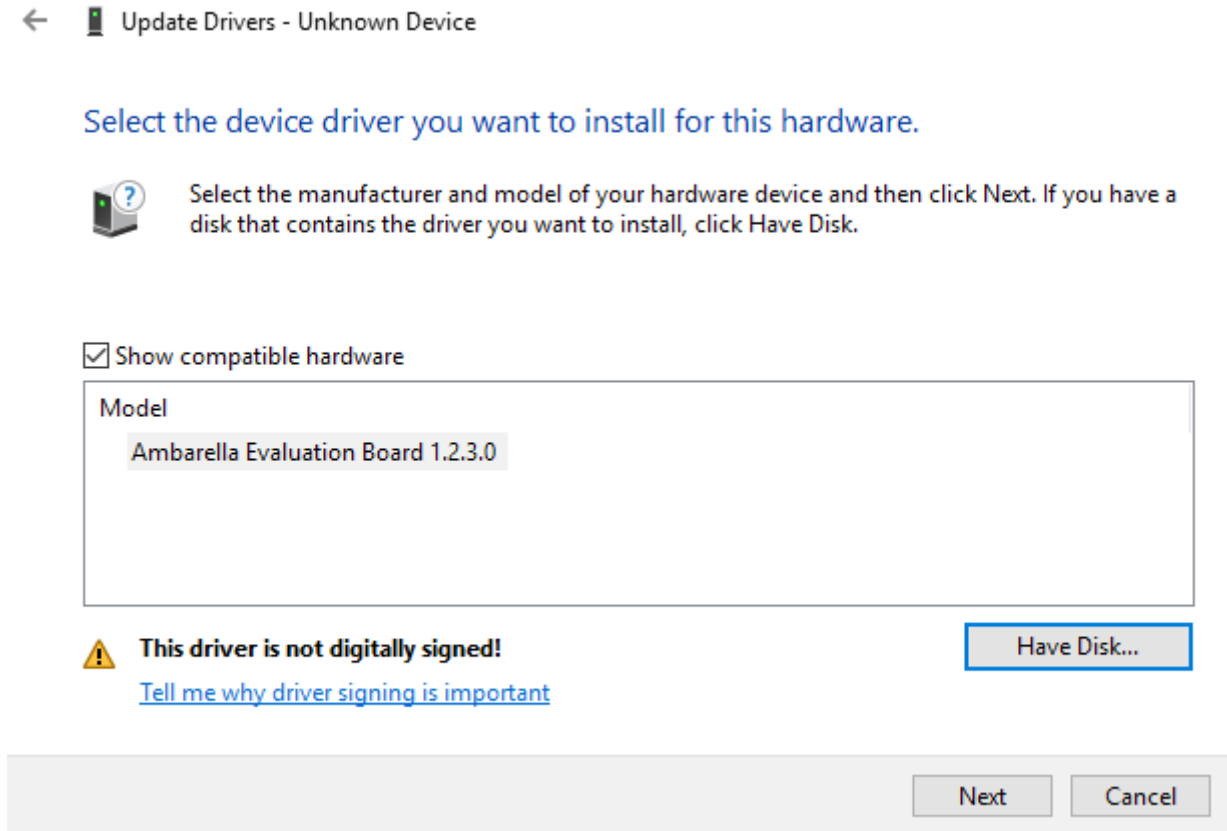 Update Drivers - Unknown Device
Select the device driver you want to install for this hardware.
Select the manufacturer and model of your hardware device and then click Next. If you have a
disk that contains the driver you want to install, click Have Disk.
Show compatible hardware
Model
Ambarella Evaluation Board 1.2.3.0
This driver is not digitally signed!
Have Disk...
Tell me why driver signing is important
Next
Cancel